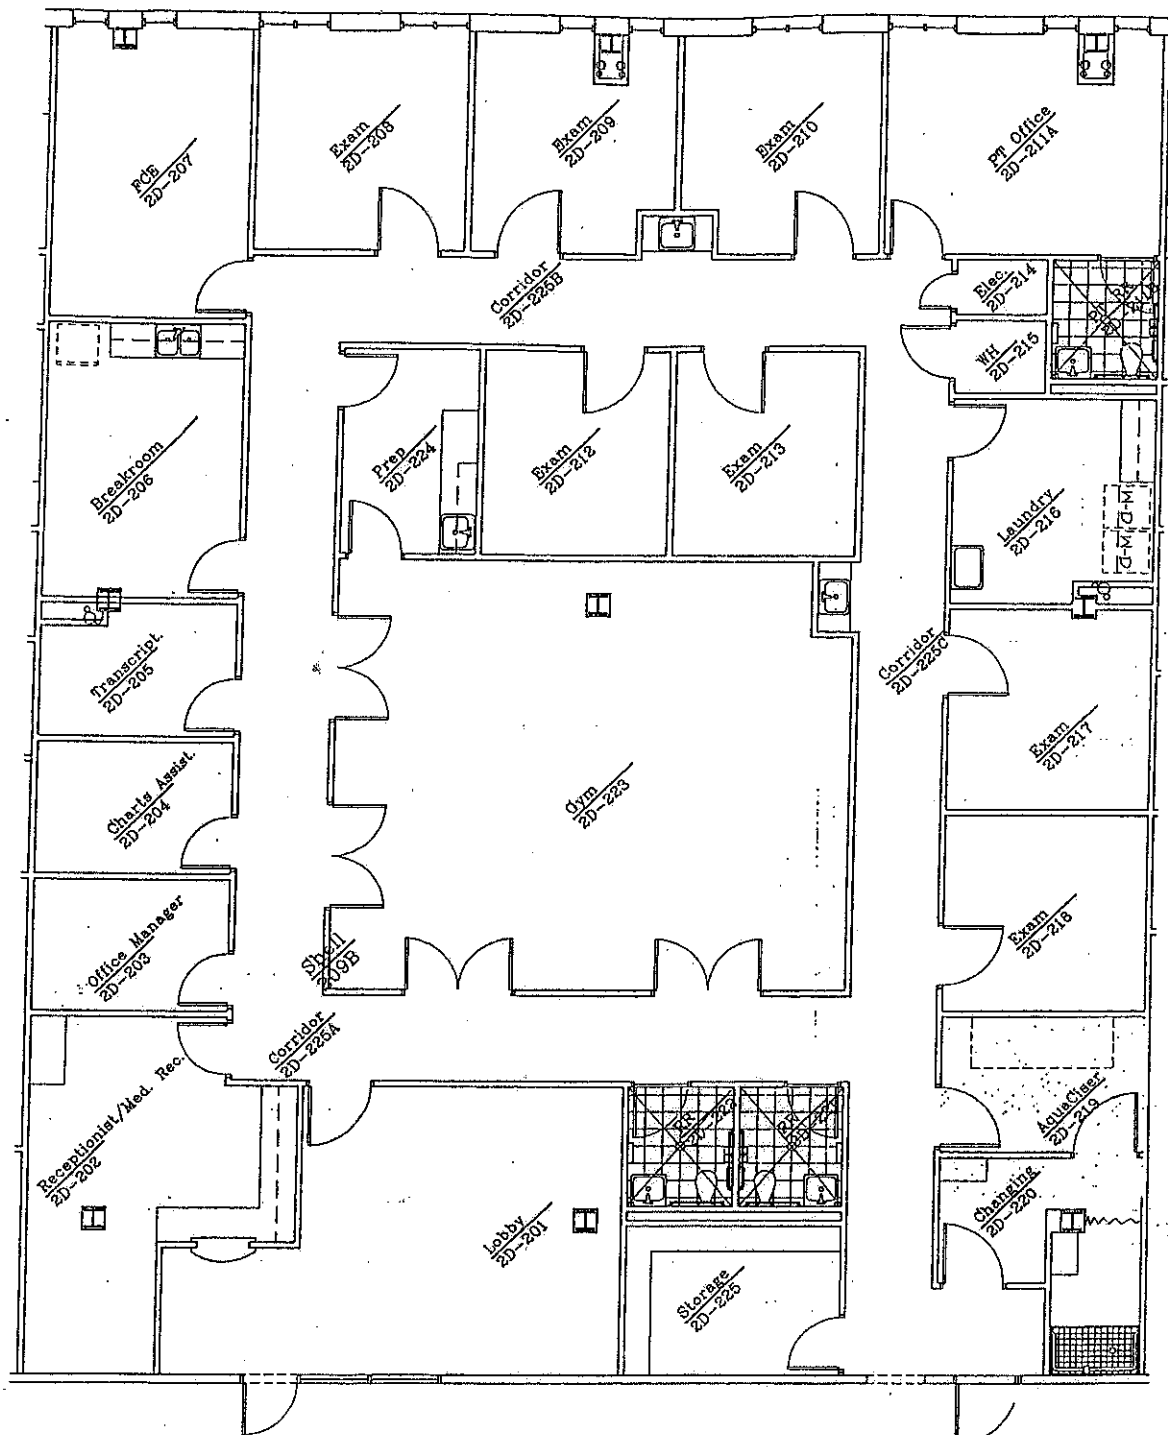 FCE
2D-207
Exam
2D-208
Exam
2D-209
Exam
2D-210
PT Office
2D-211A
Corridor
2D-225B
Elec.
2D-214
WH
2D-215
Breakroom
2D-206
Prep
2D-224
Exam
2D-212
Exam
2D-213
Laundry
2D-216
W-D
W-D
Transcript.
2D-205
Corridor
2D-225C
Exam
2D-217
Charts Assist.
2D-204
Gym
2D-223
Office Manager
2D-203
Shell
209B
Exam
2D-218
Corridor
2D-225A
Receptionist/Med. Rec.
2D-202
AquaCiser
2D-219
Changing
2D-220
Lobby
2D-201
Storage
2D-225